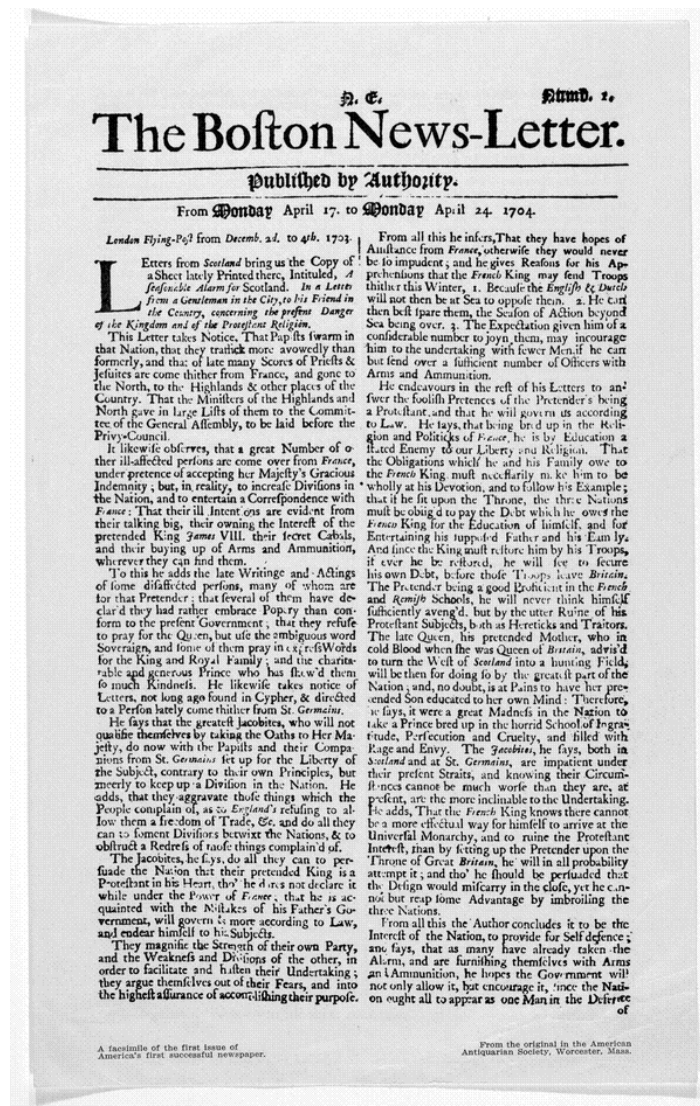 N. E.
Numb. 1.
The Boſton News-Letter.
Publiſhed by Authority.
From Monday April 17. to Monday April 24. 1704.
London Flying-Poſt from Decemb. 2d. to 4th. 1703.
LEtters from Scotland bring us the Copy of
a Sheet lately Printed there, Intituled, A
ſeaſonable Alarm for Scotland. In a Letter
from a Gentleman in the City, to his Friend in
the Country, concerning the preſent Danger
of the Kingdom and of the Proteſtant Religion.
This Letter takes Notice, That Papiſts ſwarm in
that Nation, that they traffick more avowedly than
formerly, and that of late many Scores of Prieſts &
Jeſuites are come thither from France, and gone to
the North, to the Highlands & other places of the
Country. That the Miniſters of the Highlands and
North gave in large Liſts of them to the Commit-
tee of the General Aſſembly, to be laid before the
Privy-Council.
It likewiſe obſerves, that a great Number of o-
ther ill-affected perſons are come over from France,
under pretence of accepting her Majeſty's Gracious
Indemnity; but, in reality, to increaſe Diviſions in
the Nation, and to entertain a Correſpondence with
France: That their ill Intentions are evident from
their talking big, their owning the Intereſt of the
pretended King James VIII. their ſecret Cabals,
and their buying up of Arms and Ammunition,
wherever they can find them.
To this he adds the late Writings and Actings
of ſome diſaffected perſons, many of whom are
for that Pretender; that ſeveral of them have de-
clar'd they had rather embrace Popery than con-
form to the preſent Government; that they refuſe
to pray for the Queen, but uſe the ambiguous word
Soveraign, and ſome of them pray in expreſs Words
for the King and Royal Family; and the charita-
rable and generous Prince who has ſhew'd them
ſo much Kindneſs. He likewiſe takes notice of
Letters, not long ago found in Cypher, & directed
to a Perſon lately come thither from St. Germains.
He ſays that the greateſt Jacobites, who will not
qualifie themſelves by taking the Oaths to Her Ma-
jeſty, do now with the Papiſts and their Compa-
nions from St. Germains ſet up for the Liberty of
the Subject, contrary to their own Principles, but
meerly to keep up a Diviſion in the Nation. He
adds, that they aggravate thoſe things which the
People complain of, as to England's refuſing to al-
low them a freedom of Trade, &c. and do all they
can to foment Diviſions betwixt the Nations, & to
obſtruct a Redreſs of thoſe things complain'd of.
The Jacobites, he ſays, do all they can to per-
ſuade the Nation that their pretended King is a
Proteſtant in his Heart, tho' he dares not declare it
while under the Power of France; that he is ac-
quainted with the Miſtakes of his Father's Go-
vernment, will govern us more according to Law,
and endear himſelf to his Subjects.
They magnifie the Strength of their own Party,
and the Weakneſs and Diviſions of the other, in
order to facilitate and haſten their Undertaking;
they argue themſelves out of their Fears, and into
the higheſt aſſurance of accompliſhing their purpoſe.
From all this he infers, That they have hopes of
Aſſiſtance from France, otherwiſe they would never
be ſo impudent; and he gives Reaſons for his Ap-
prehenſions that the French King may ſend Troops
thither this Winter, 1. Becauſe the Engliſh & Dutch
will not then be at Sea to oppoſe them. 2. He can
then beſt ſpare them, the Seaſon of Action beyond
Sea being over. 3. The Expectation given him of a
conſiderable number to joyn them, may incourage
him to the undertaking with fewer Men, if he can
but ſend over a ſufficient number of Officers with
Arms and Ammunition.
He endeavours in the reſt of his Letters to an-
ſwer the fooliſh Pretences of the Pretender's being
a Proteſtant, and that he will govern us according
to Law. He ſays, that being bred up in the Reli-
gion and Politicks of France, he is by Education a
ſtated Enemy to our Liberty and Religion. That
the Obligations which he and his Family owe to
the French King, muſt neceſſarily make him to be
wholly at his Devotion, and to follow his Example;
that if he ſit upon the Throne, the three Nations
muſt be oblig'd to pay the Debt which he owes the
French King for the Education of himſelf, and for
Entertaining his ſuppoſed Father and his Family.
And ſince the King muſt reſtore him by his Troops,
if ever he be reſtored, he will ſee to ſecure
his own Debt, before thoſe Troops leave Britain.
The Pretender being a good Proficient in the French
and Romiſh Schools, he will never think himſelf
ſufficiently aveng'd, but by the utter Ruine of his
Proteſtant Subjects, both as Hereticks and Traitors.
The late Queen, his pretended Mother, who in
cold Blood when ſhe was Queen of Britain, advis'd
to turn the Weſt of Scotland into a hunting Field,
will be then for doing ſo by the greateſt part of the
Nation; and, no doubt, is at Pains to have her pre-
tended Son educated to her own Mind: Therefore,
he ſays, it were a great Madneſs in the Nation to
take a Prince bred up in the horrid School of Ingra-
titude, Perſecution and Cruelty, and filled with
Rage and Envy. The Jacobites, he ſays, both in
Scotland and at St. Germains, are impatient under
their preſent Straits, and knowing their Circum-
ſtances cannot be much worſe than they are, at
preſent, are the more inclinable to the Undertaking.
He adds, That the French King knows there cannot
be a more effectual way for himſelf to arrive at the
Univerſal Monarchy, and to ruine the Proteſtant
Intereſt, than by ſetting up the Pretender upon the
Throne of Great Britain, he will in all probability
attempt it; and tho' he ſhould be perſuaded that
the Deſign would miſcarry in the cloſe, yet he can-
not but reap ſome Advantage by imbroiling the
three Nations.
From all this the Author concludes it to be the
Intereſt of the Nation, to provide for Self defence;
and ſays, that as many have already taken the
Alarm, and are furniſhing themſelves with Arms
and Ammunition, he hopes the Government will
not only allow it, but encourage it, ſince the Nati-
on ought all to appear as one Man in the Defence
of
A facsimile of the first issue of
America's first successful newspaper.
From the original in the American
Antiquarian Society, Worcester, Mass.